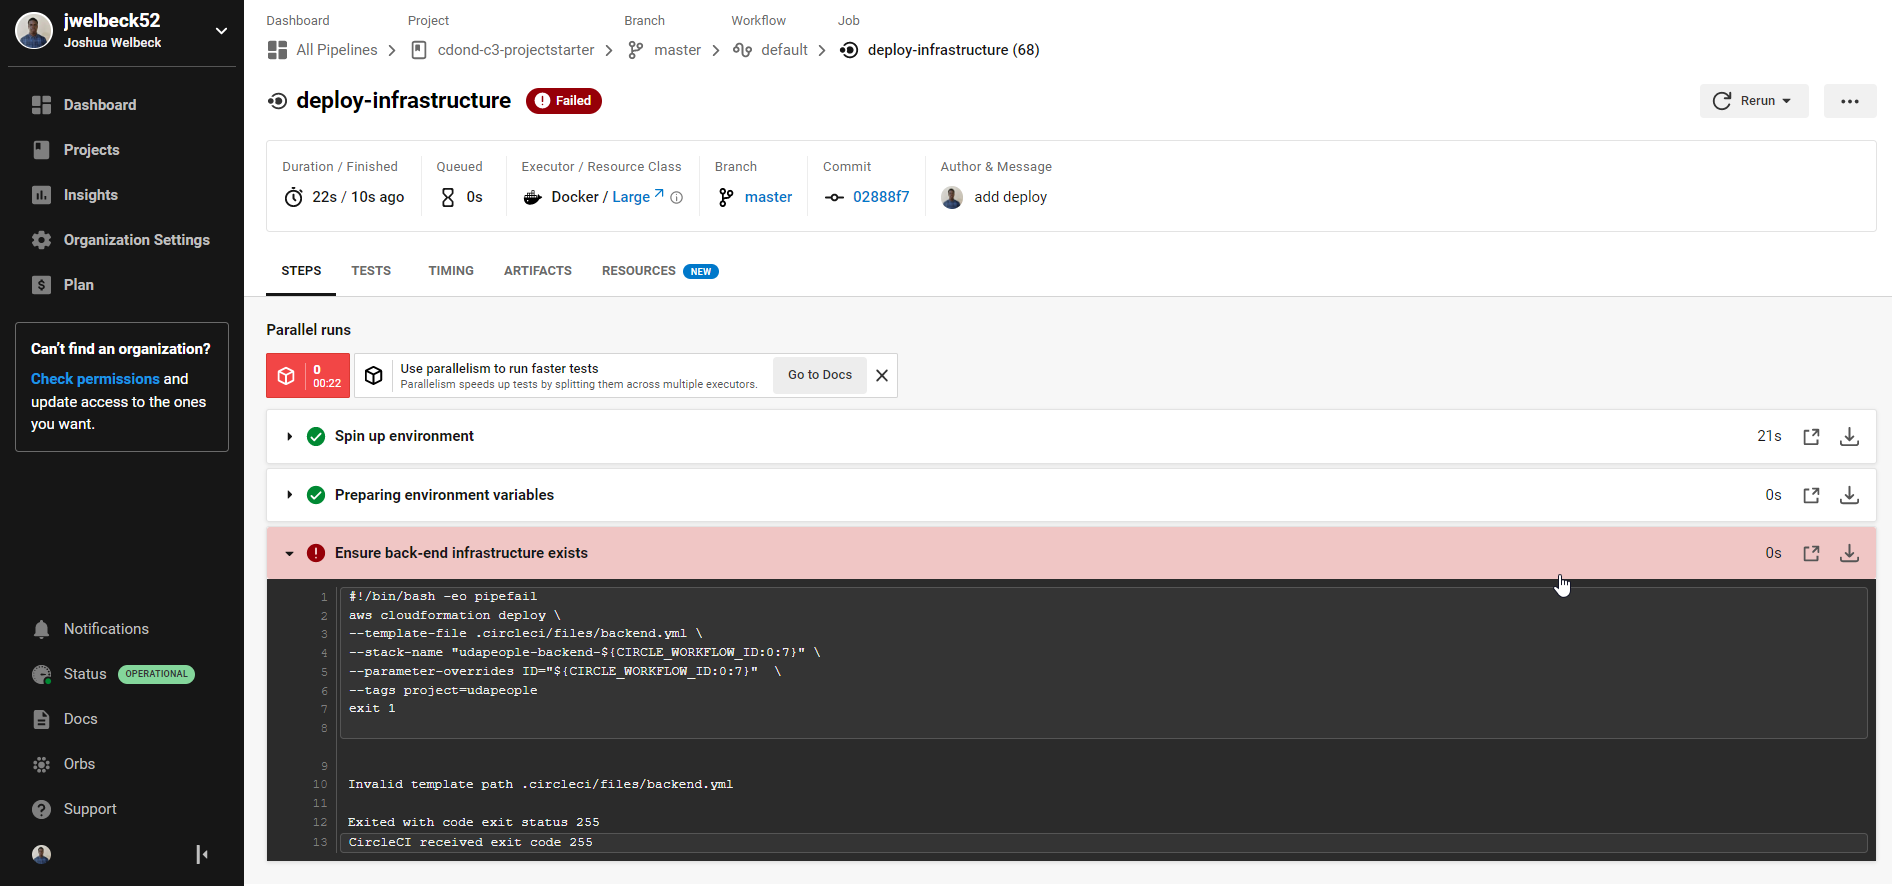 jwelbeck52
Joshua Welbeck
Dashboard
Projects
Insights
Organization Settings
Plan
Can't find an organization?
Check permissions and
update access to the ones
you want.
Notifications
Status OPERATIONAL
Docs
Orbs
Support
Dashboard Project Branch Workflow Job
All Pipelines cdond-c3-projectstarter master default deploy-infrastructure (68)
deploy-infrastructure Failed
Rerun
Duration / Finished Queued Executor / Resource Class Branch Commit Author & Message
22s / 10s ago 0s Docker / Large master 02888f7 add deploy
STEPS TESTS TIMING ARTIFACTS RESOURCES NEW
Parallel runs
0
00:22
Use parallelism to run faster tests
Parallelism speeds up tests by splitting them across multiple executors.
Go to Docs
Spin up environment 21s
Preparing environment variables 0s
Ensure back-end infrastructure exists 0s
1 #!/bin/bash -eo pipefail
2 aws cloudformation deploy \
3 --template-file .circleci/files/backend.yml \
4 --stack-name "udapeople-backend-${CIRCLE_WORKFLOW_ID:0:7}" \
5 --parameter-overrides ID="${CIRCLE_WORKFLOW_ID:0:7}"  \
6 --tags project=udapeople
7 exit 1
8
9
10 Invalid template path .circleci/files/backend.yml
11
12 Exited with code exit status 255
13 CircleCI received exit code 255